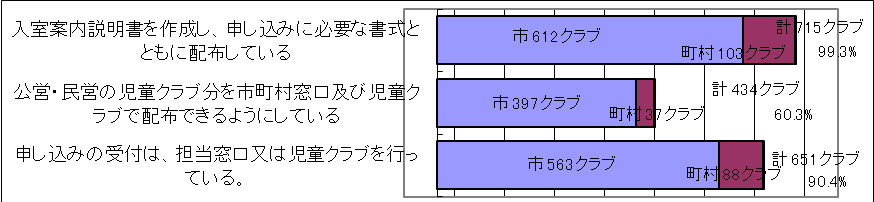 入室案内説明書を作成し、申し込みに必要な書式と
ともに配布している
市612クラブ
町村103クラブ
計715クラブ
99.3%
公営・民営の児童クラブ分を市町村窓口及び児童ク
ラブで配布できるようにしている
市397クラブ
町村37クラブ
計434クラブ
60.3%
申し込みの受付は、担当窓口又は児童クラブを行っ
ている。
市563クラブ
町村88クラブ
計651クラブ
90.4%